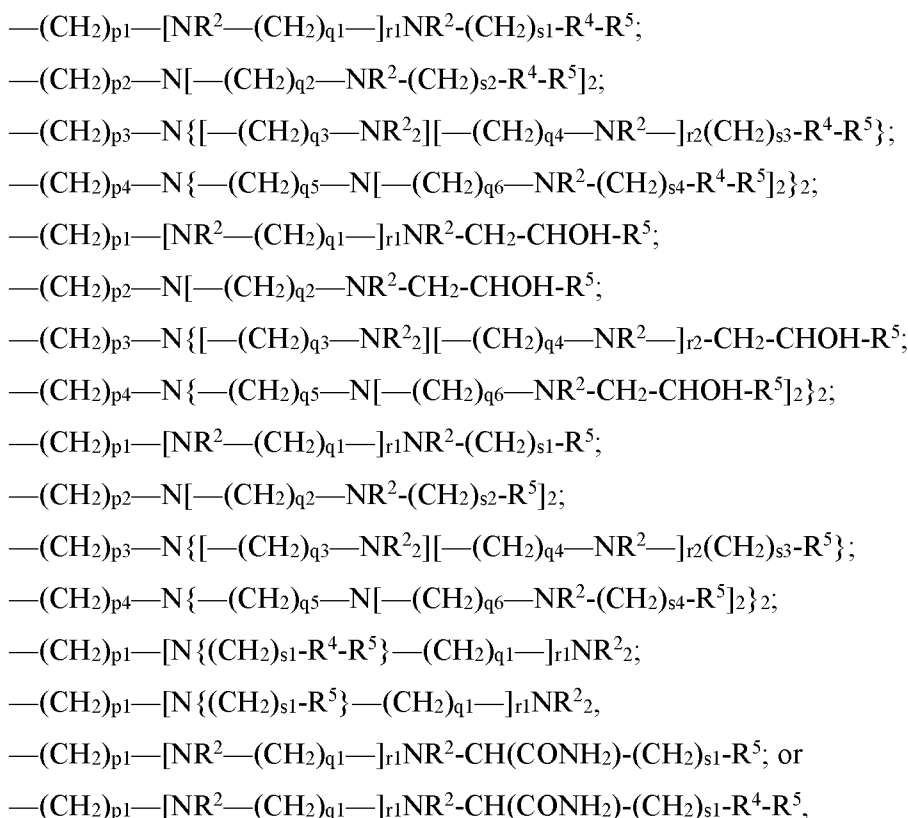 —(CH₂)ₚ₁—[NR²—(CH₂)q₁—]ᵣ₁NR²-(CH₂)ₛ₁-R⁴-R⁵;
—(CH₂)ₚ₂—N[—(CH₂)q₂—NR²-(CH₂)ₛ₂-R⁴-R⁵]₂;
—(CH₂)ₚ₃—N{[—(CH₂)q₃—NR²₂][—(CH₂)q₄—NR²—]ᵣ₂(CH₂)ₛ₃-R⁴-R⁵};
—(CH₂)ₚ₄—N{—(CH₂)q₅—N[—(CH₂)q₆—NR²-(CH₂)ₛ₄-R⁴-R⁵]₂}₂;
—(CH₂)ₚ₁—[NR²—(CH₂)q₁—]ᵣ₁NR²-CH₂-CHOH-R⁵;
—(CH₂)ₚ₂—N[—(CH₂)q₂—NR²-CH₂-CHOH-R⁵;
—(CH₂)ₚ₃—N{[—(CH₂)q₃—NR²₂][—(CH₂)q₄—NR²—]ᵣ₂-CH₂-CHOH-R⁵;
—(CH₂)ₚ₄—N{—(CH₂)q₅—N[—(CH₂)q₆—NR²-CH₂-CHOH-R⁵]₂}₂;
—(CH₂)ₚ₁—[NR²—(CH₂)q₁—]ᵣ₁NR²-(CH₂)ₛ₁-R⁵;
—(CH₂)ₚ₂—N[—(CH₂)q₂—NR²-(CH₂)ₛ₂-R⁵]₂;
—(CH₂)ₚ₃—N{[—(CH₂)q₃—NR²₂][—(CH₂)q₄—NR²—]ᵣ₂(CH₂)ₛ₃-R⁵};
—(CH₂)ₚ₄—N{—(CH₂)q₅—N[—(CH₂)q₆—NR²-(CH₂)ₛ₄-R⁵]₂}₂;
—(CH₂)ₚ₁—[N{(CH₂)ₛ₁-R⁴-R⁵}—(CH₂)q₁—]ᵣ₁NR²₂;
—(CH₂)ₚ₁—[N{(CH₂)ₛ₁-R⁵}—(CH₂)q₁—]ᵣ₁NR²₂,
—(CH₂)ₚ₁—[NR²—(CH₂)q₁—]ᵣ₁NR²-CH(CONH₂)-(CH₂)ₛ₁-R⁵; or
—(CH₂)ₚ₁—[NR²—(CH₂)q₁—]ᵣ₁NR²-CH(CONH₂)-(CH₂)ₛ₁-R⁴-R⁵,